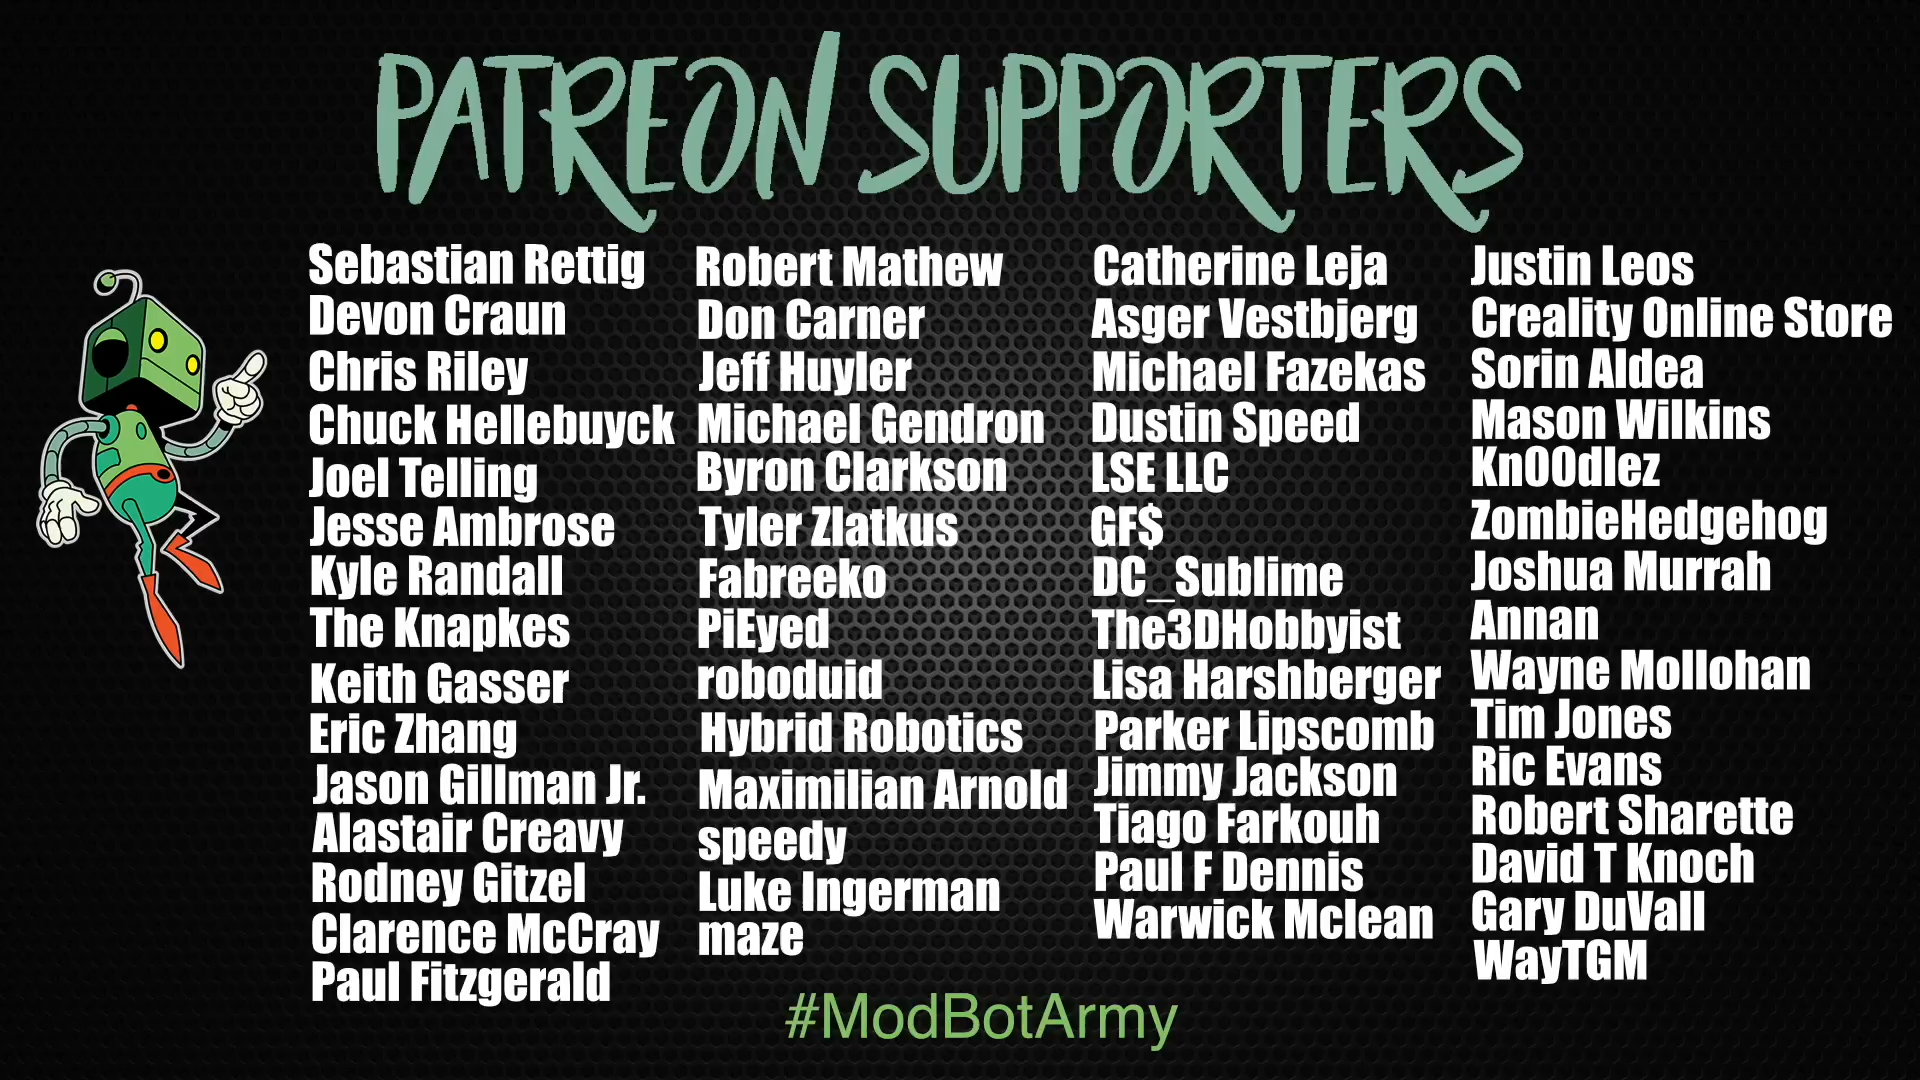 PATREON SUPPORTERS
Sebastian Rettig
Devon Craun
Chris Riley
Chuck Hellebuyck
Joel Telling
Jesse Ambrose
Kyle Randall
The Knapkes
Keith Gasser
Eric Zhang
Jason Gillman Jr.
Alastair Creavy
Rodney Gitzel
Clarence McCray
Paul Fitzgerald
Robert Mathew
Don Carner
Jeff Huyler
Michael Gendron
Byron Clarkson
Tyler Zlatkus
Fabreeko
PiEyed
roboduid
Hybrid Robotics
Maximilian Arnold
speedy
Luke Ingerman
maze
Catherine Leja
Asger Vestbjerg
Michael Fazekas
Dustin Speed
LSE LLC
GF$
DC_Sublime
The3DHobbyist
Lisa Harshberger
Parker Lipscomb
Jimmy Jackson
Tiago Farkouh
Paul F Dennis
Warwick Mclean
Justin Leos
Creality Online Store
Sorin Aldea
Mason Wilkins
Kn00dlez
ZombieHedgehog
Joshua Murrah
Annan
Wayne Mollohan
Tim Jones
Ric Evans
Robert Sharette
David T Knoch
Gary DuVall
WayTGM
#ModBotArmy